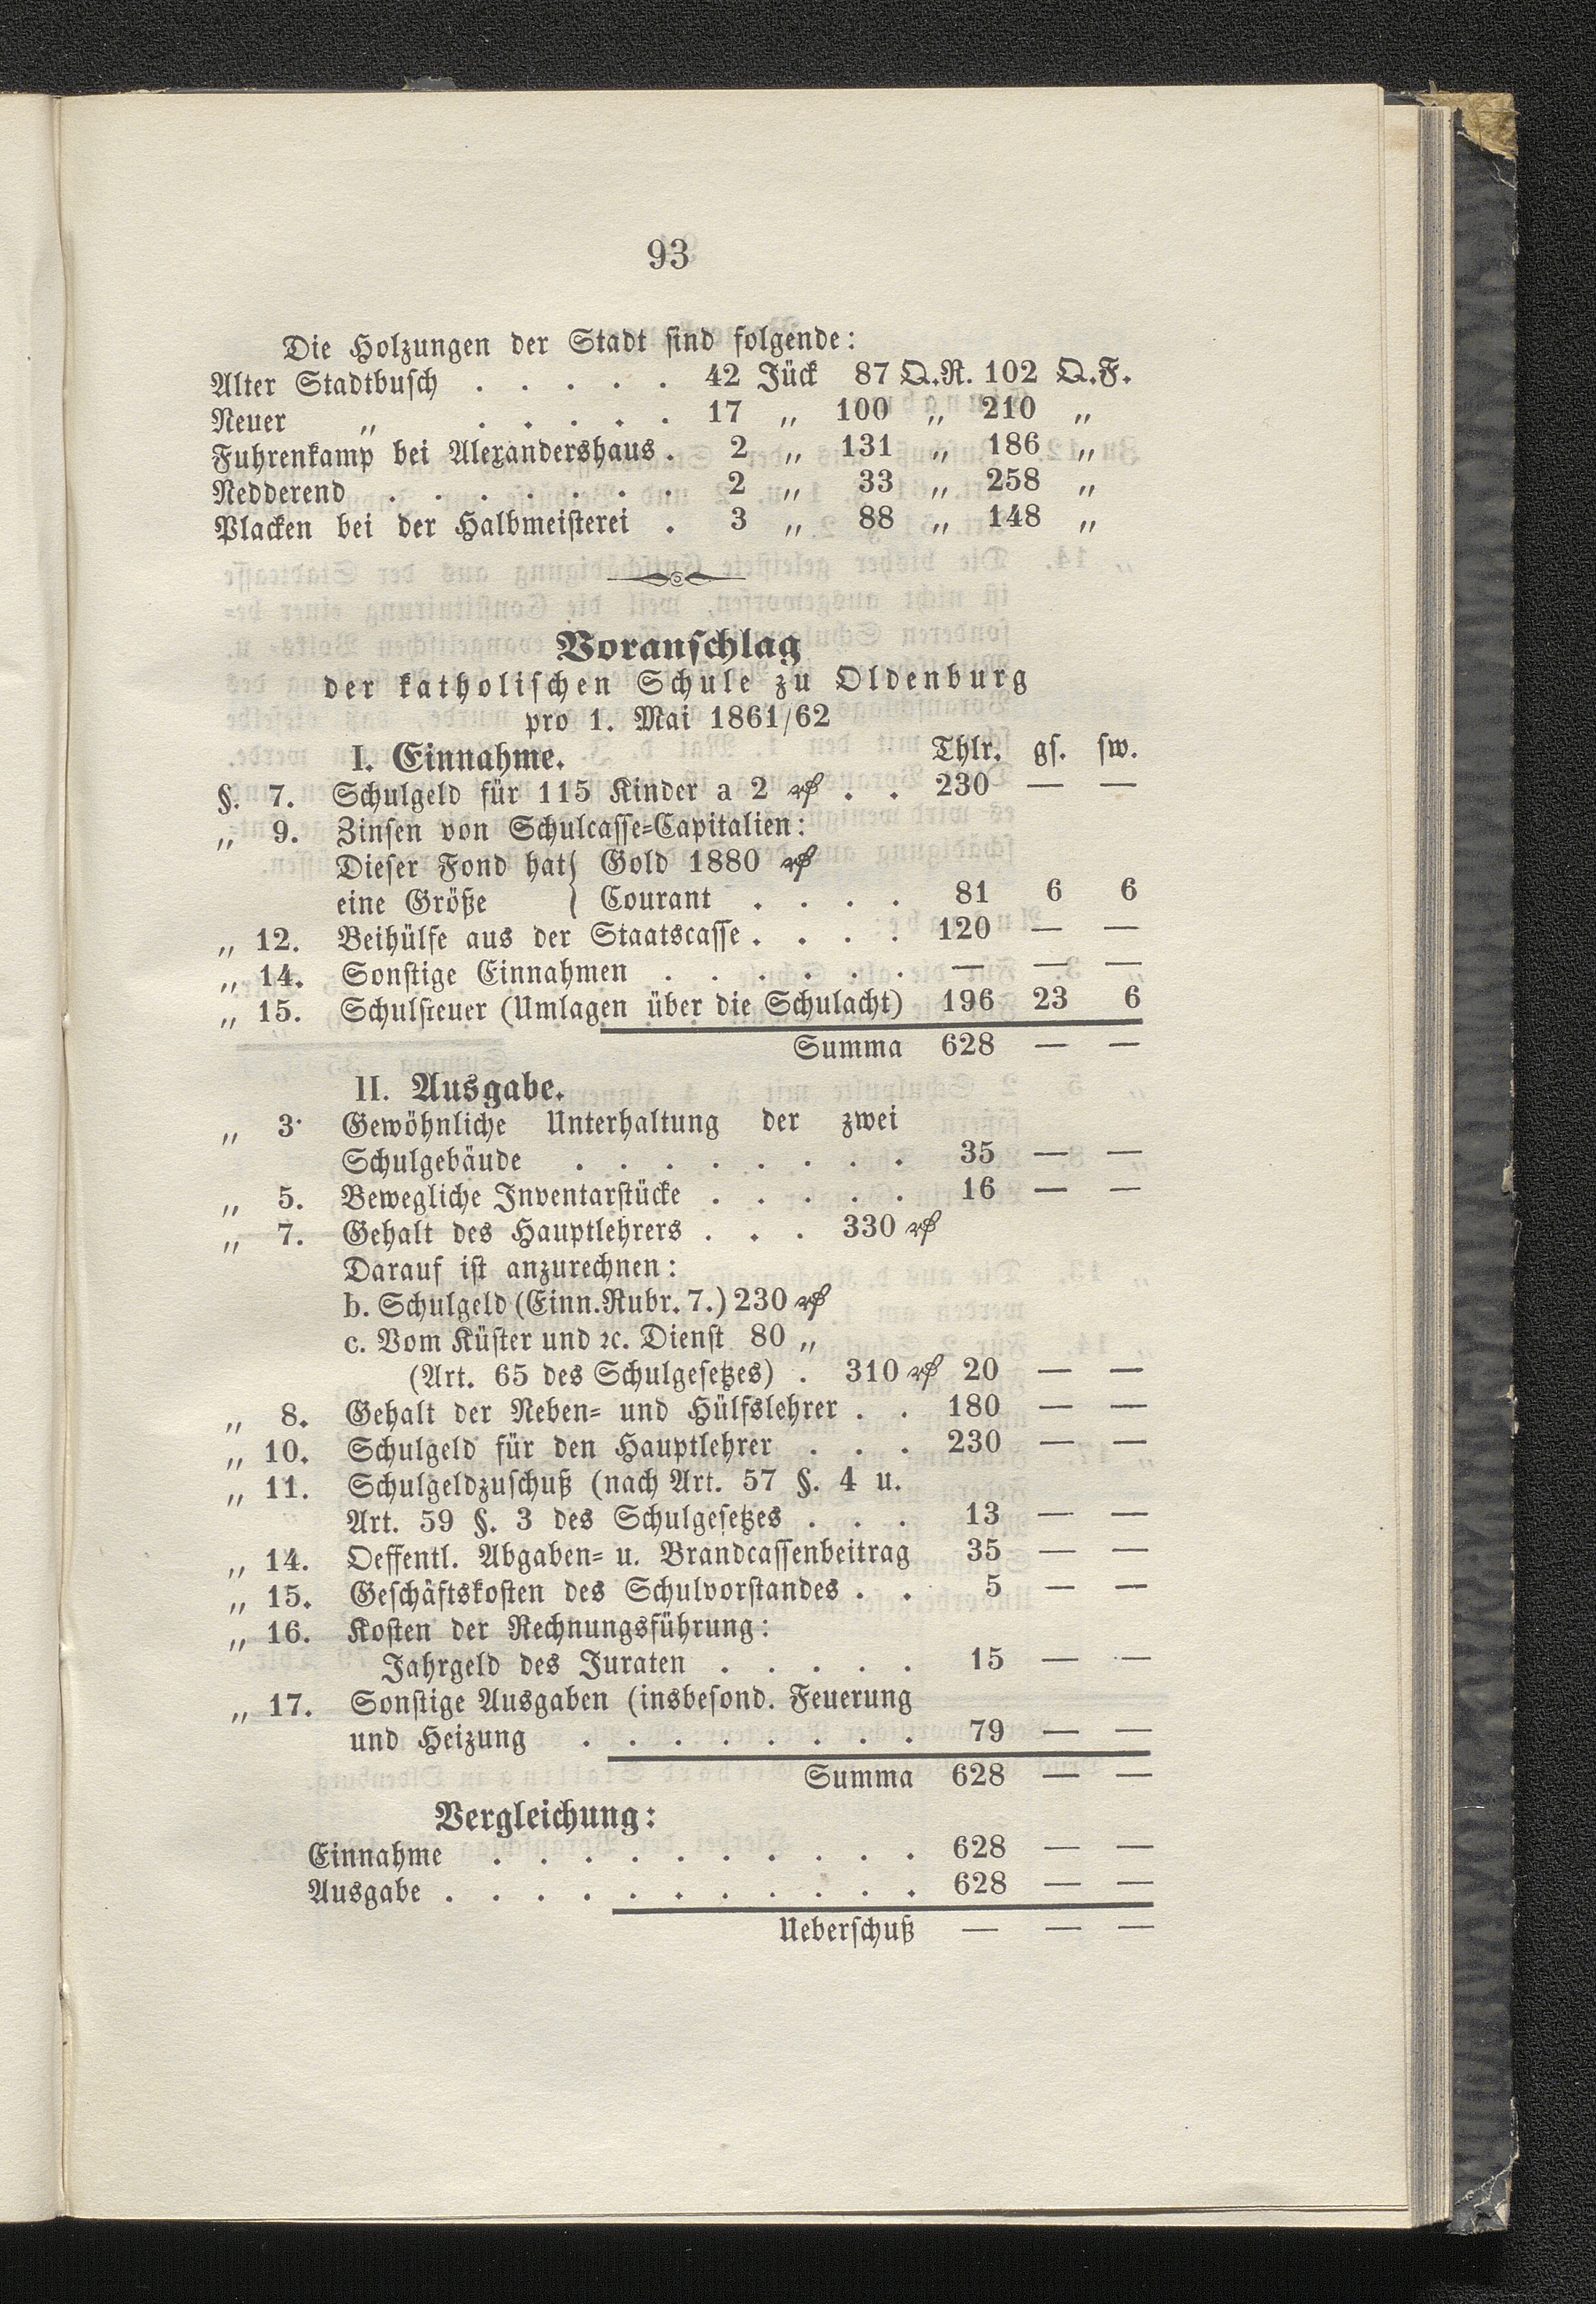 93
Die Holzungen der Stadt sind folgende:
Alter Stadtbusch . . . . . 42 Jück 87 Q.R. 102 Q.F.
Neuer „ . . . . . 17 „ 100 „ 210 „
Fuhrenkamp bei Alexandershaus . 2 „ 131 „ 186 „
Nedderend . . . . . . . 2 „ 33 „ 258 „
Placken bei der Halbmeisterei . 3 „ 88 „ 148 „
Voranschlag
der katholischen Schule zu Oldenburg
pro 1. Mai 1861/62
I. Einnahme. Thlr. gs. sw.
§. 7. Schulgeld für 115 Kinder a 2 ₰ . . 230 — —
„ 9. Zinsen von Schulcasse=Capitalien:
Dieser Fond hat { Gold 1880 ₰
eine Größe { Courant . . . . 81 6 6
„ 12. Beihülfe aus der Staatscasse . . . . 120 — —
„ 14. Sonstige Einnahmen . . . . . . — — —
„ 15. Schulsteuer (Umlagen über die Schulacht) 196 23 6
Summa 628 — —
II. Ausgabe.
„ 3. Gewöhnliche Unterhaltung der zwei
Schulgebäude . . . . . . . . 35 — —
„ 5. Bewegliche Inventarstücke . . . . . 16 — —
„ 7. Gehalt des Hauptlehrers . . . 330 ₰
Darauf ist anzurechnen:
b. Schulgeld (Einn.Rubr. 7.) 230 ₰
c. Vom Küster und ꝛc. Dienst 80 „
(Art. 65 des Schulgesetzes) . 310 ₰ 20 — —
„ 8. Gehalt der Neben= und Hülfslehrer . . 180 — —
„ 10. Schulgeld für den Hauptlehrer . . . 230 — —
„ 11. Schulgeldzuschuß (nach Art. 57 §. 4 u.
Art. 59 §. 3 des Schulgesetzes . . . 13 — —
„ 14. Oeffentl. Abgaben= u. Brandcassenbeitrag 35 — —
„ 15. Geschäftskosten des Schulvorstandes . . 5 — —
„ 16. Kosten der Rechnungsführung:
Jahrgeld des Juraten . . . . . 15 — —
„ 17. Sonstige Ausgaben (insbesond. Feuerung
und Heizung . . . . . . . . 79 — —
Summa 628 — —
Vergleichung:
Einnahme . . . . . . . . . . 628 — —
Ausgabe . . . . . . . . . . . 628 — —
Ueberschuß — — —